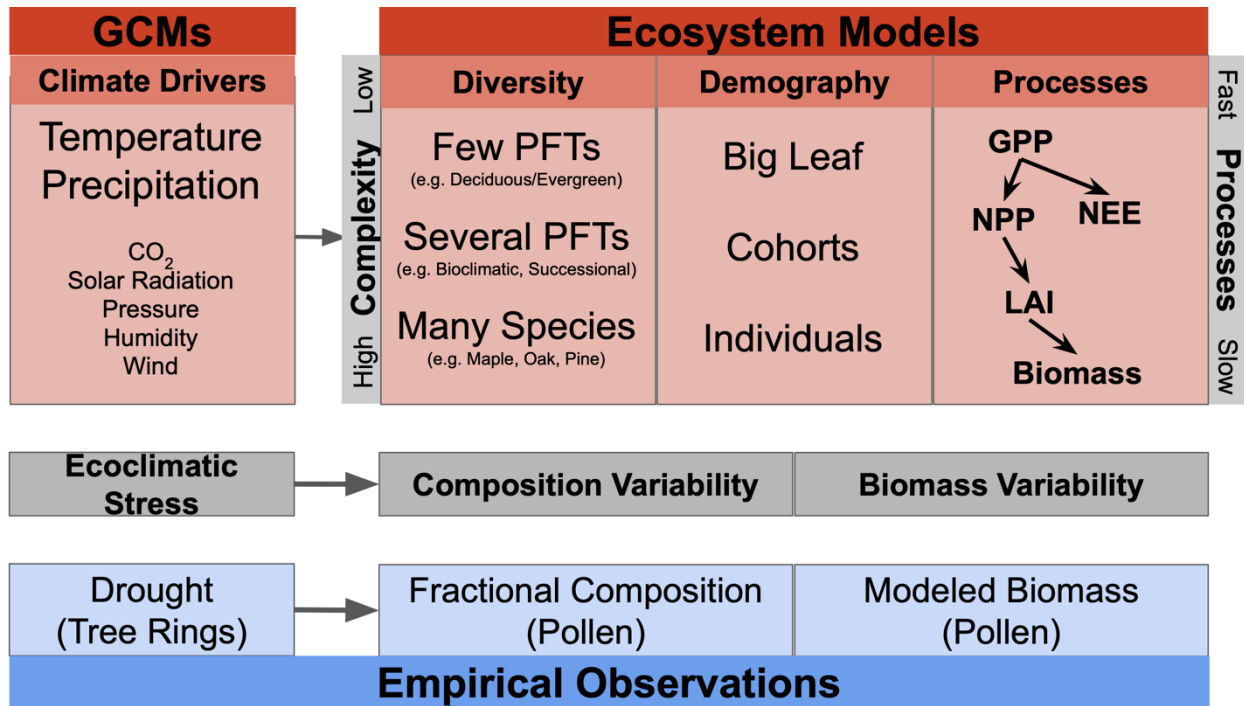 GCMs
Climate Drivers
Temperature
Precipitation
CO₂
Solar Radiation
Pressure
Humidity
Wind
Ecosystem Models
Low
Complexity
High
Diversity
Few PFTs
(e.g. Deciduous/Evergreen)
Several PFTs
(e.g. Bioclimatic, Successional)
Many Species
(e.g. Maple, Oak, Pine)
Demography
Big Leaf
Cohorts
Individuals
Processes
GPP
NPP
NEE
LAI
Biomass
Fast
Processes
Slow
Ecoclimatic
Stress
Composition Variability
Biomass Variability
Drought
(Tree Rings)
Fractional Composition
(Pollen)
Modeled Biomass
(Pollen)
Empirical Observations